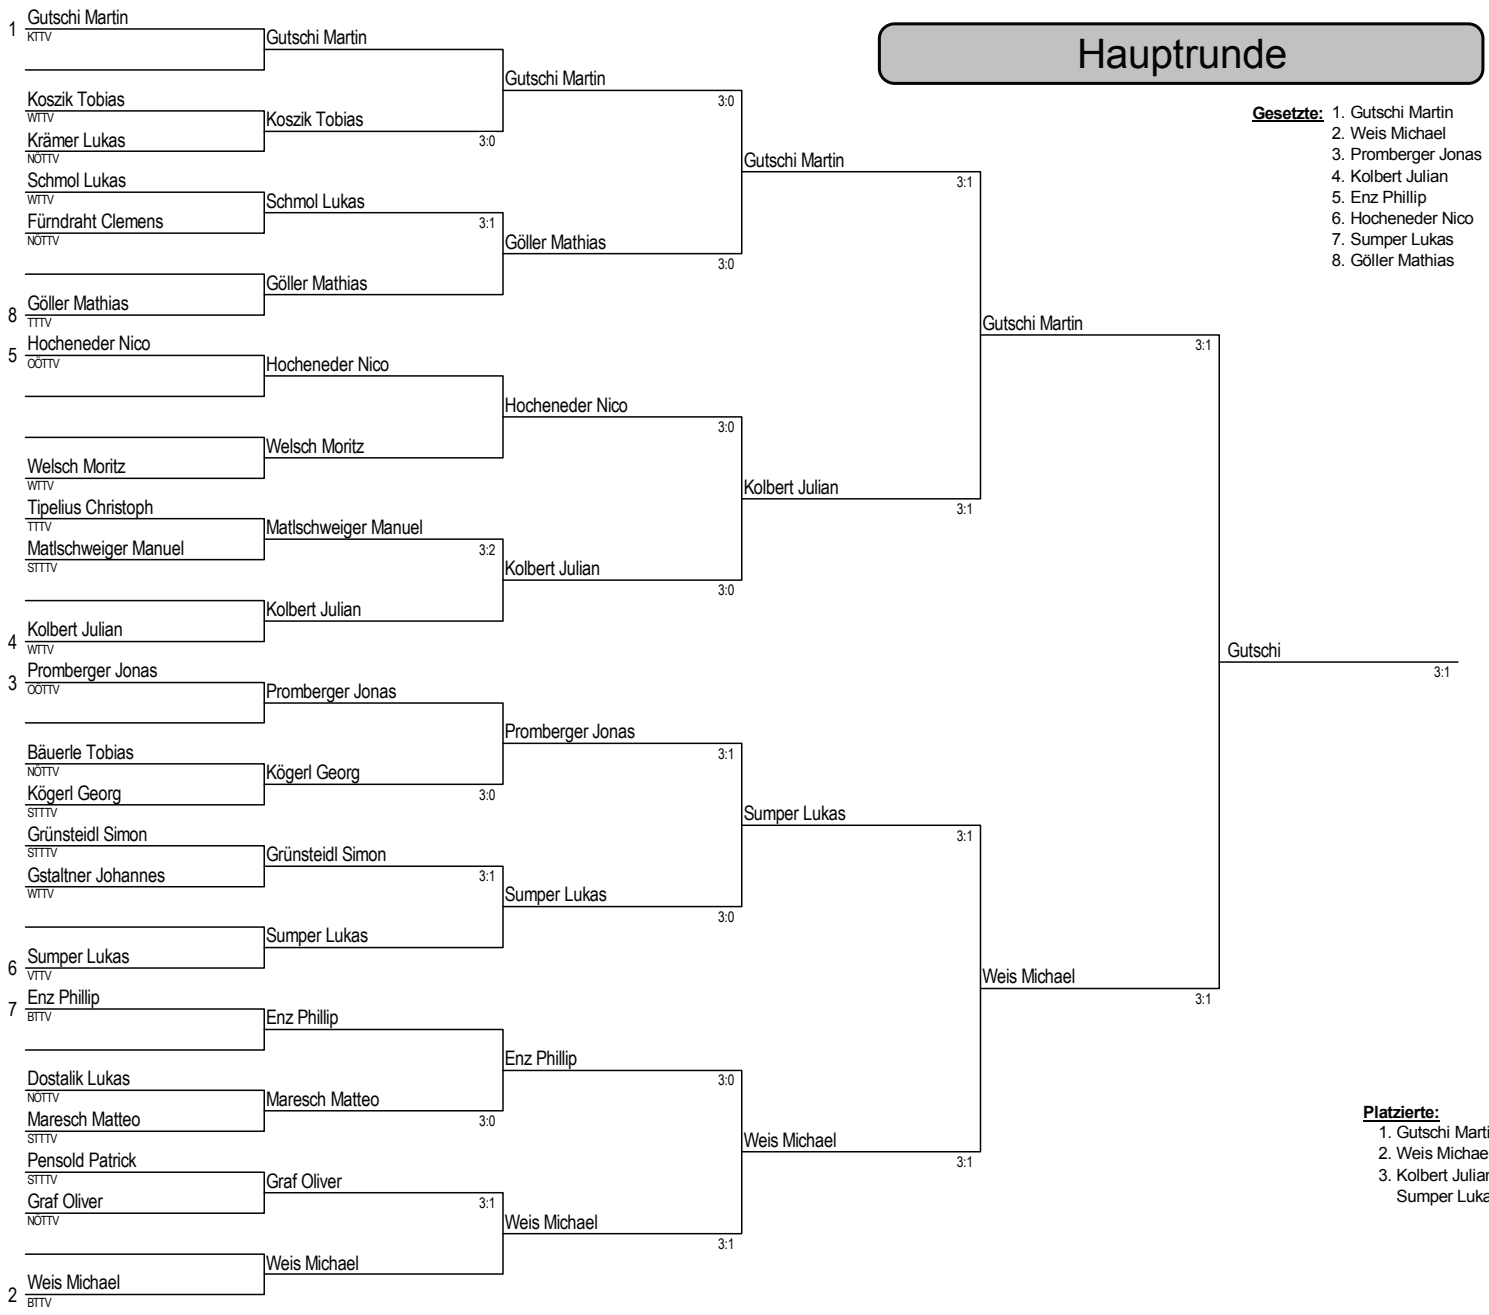 Hauptrunde
Gesetzte: 1. Gutschi Martin
2. Weis Michael
3. Promberger Jonas
4. Kolbert Julian
5. Enz Phillip
6. Hocheneder Nico
7. Sumper Lukas
8. Göller Mathias
1 Gutschi Martin
KTTV
Koszik Tobias
WTTV
Krämer Lukas
NÖTTV
Schmol Lukas
WTTV
Fürndraht Clemens
NÖTTV
8 Göller Mathias
TTTV
5 Hocheneder Nico
OÖTTV
Welsch Moritz
WTTV
Tipelius Christoph
TTTV
Matlschweiger Manuel
STTTV
4 Kolbert Julian
WTTV
3 Promberger Jonas
OÖTTV
Bäuerle Tobias
NÖTTV
Kögerl Georg
STTTV
Grünsteidl Simon
STTTV
Gstaltner Johannes
WTTV
6 Sumper Lukas
VTTV
7 Enz Phillip
BTTV
Dostalik Lukas
NÖTTV
Maresch Matteo
STTTV
Pensold Patrick
STTTV
Graf Oliver
NÖTTV
2 Weis Michael
BTTV
Gutschi Martin
Koszik Tobias
3:0
Schmol Lukas
3:1
Göller Mathias
Hocheneder Nico
Welsch Moritz
Matlschweiger Manuel
3:2
Kolbert Julian
Promberger Jonas
Kögerl Georg
3:0
Grünsteidl Simon
3:1
Sumper Lukas
Enz Phillip
Maresch Matteo
3:0
Graf Oliver
3:1
Weis Michael
Gutschi Martin
3:0
Göller Mathias
3:0
Hocheneder Nico
3:0
Kolbert Julian
3:0
Promberger Jonas
3:1
Sumper Lukas
3:0
Enz Phillip
3:0
Weis Michael
3:1
Gutschi Martin
3:1
Kolbert Julian
3:1
Sumper Lukas
3:1
Weis Michael
3:1
Gutschi Martin
3:1
Weis Michael
3:1
Gutschi
3:1
Platzierte:
1. Gutschi Marti
2. Weis Michae
3. Kolbert Julian
Sumper Luka